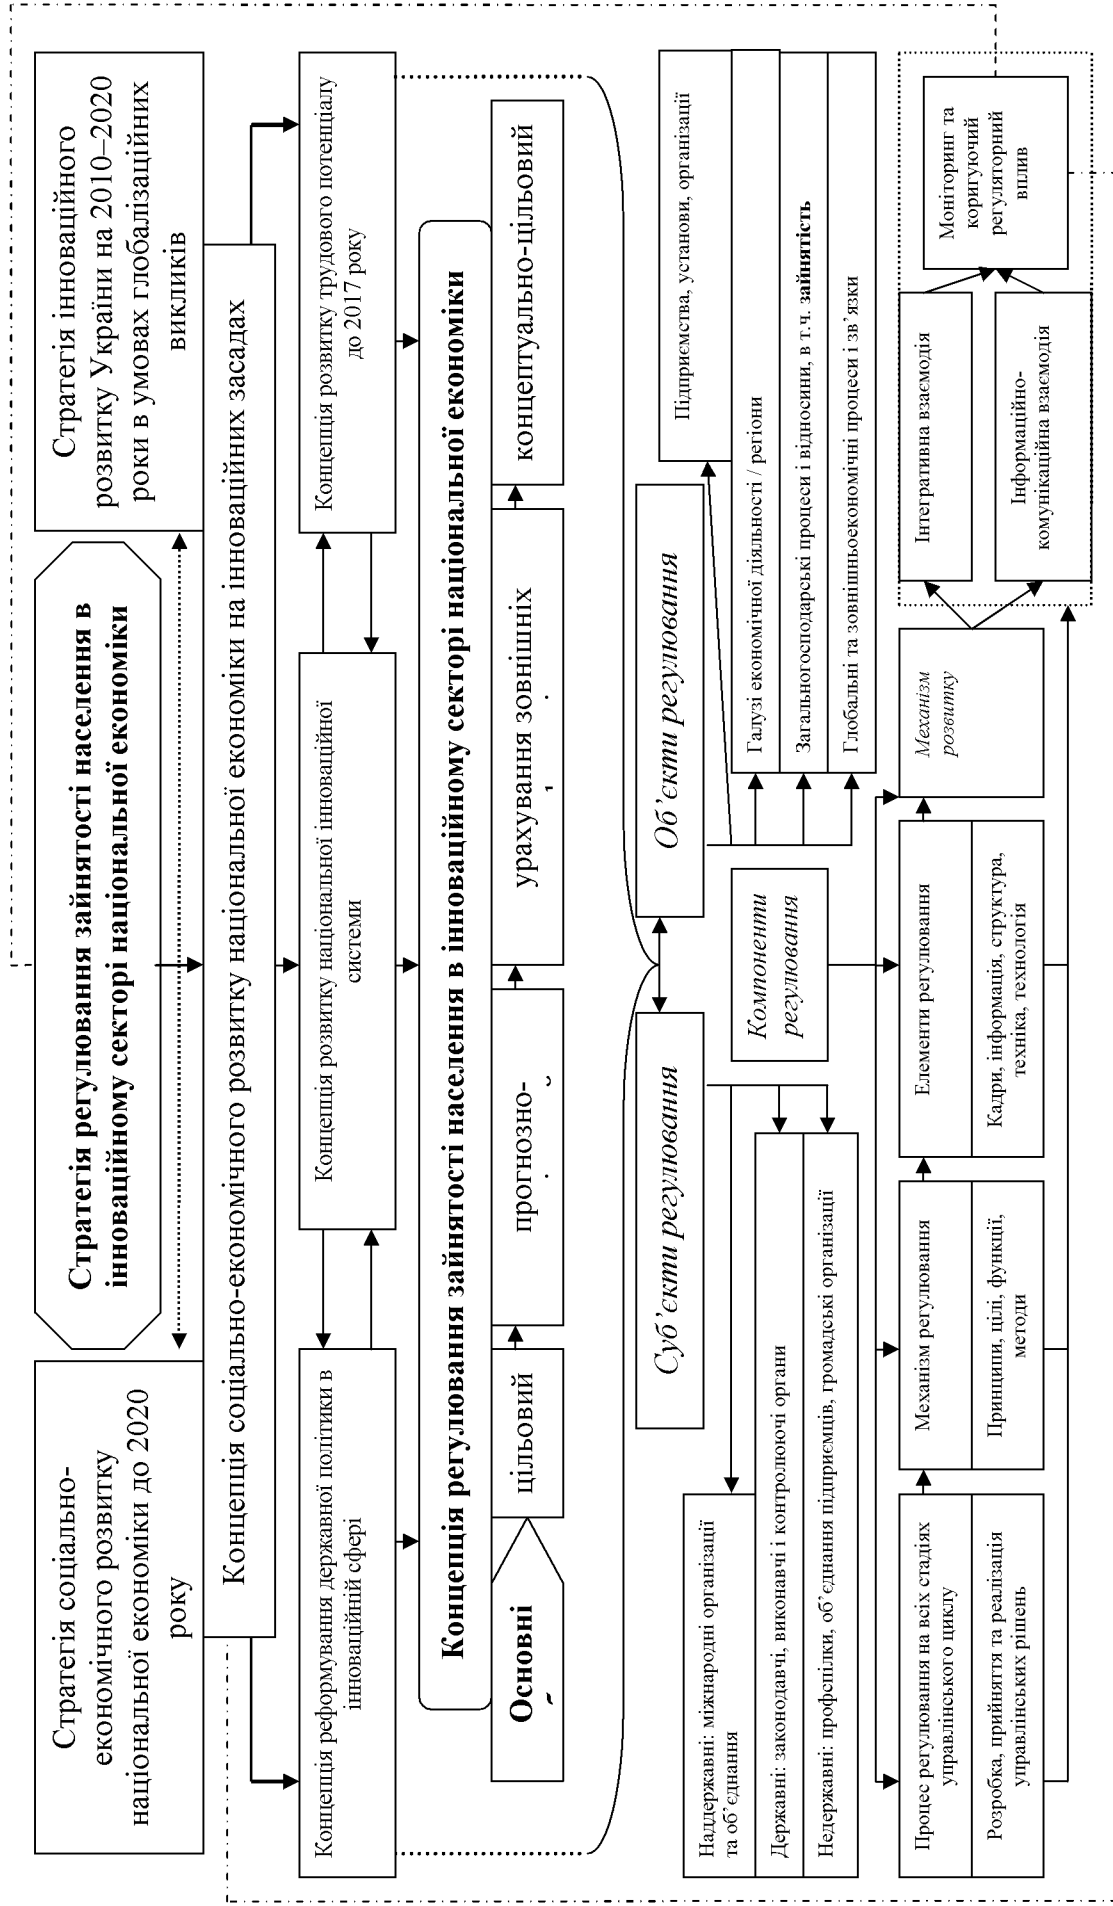 Стратегія соціально-
економічного розвитку
національної економіки до 2020
року
Стратегія регулювання зайнятості населення в
інноваційному секторі національної економіки
Стратегія інноваційного
розвитку України на 2010–2020
роки в умовах глобалізаційних
викликів
Концепція соціально-економічного розвитку національної економіки на інноваційних засадах
Концепція реформування державної політики в
інноваційній сфері
Концепція розвитку національної інноваційної
системи
Концепція розвитку трудового потенціалу
до 2017 року
Концепція регулювання зайнятості населення в інноваційному секторі національної економіки
Основні
цільовий
прогнозно-
урахування зовнішніх
концептуально-цільовий
Суб’єкти регулювання
Об’єкти регулювання
Наддержавні: міжнародні організації
та об’єднання
Державні: законодавчі, виконавчі і контролюючі органи
Недержавні: профспілки, об’єднання підприємців, громадські організації
Компоненти
регулювання
Підприємства, установи, організації
Галузі економічної діяльності / регіони
Загальногосподарські процеси і відносини, в т.ч. зайнятість
Глобальні та зовнішньоекономічні процеси і зв’язки
Процес регулювання на всіх стадіях
управлінського циклу
Розробка, прийняття та реалізація
управлінських рішень
Механізм регулювання
Принципи, цілі, функції,
методи
Елементи регулювання
Кадри, інформація, структура,
техніка, технологія
Механізм
розвитку
Інтегративна взаємодія
Інформаційно-
комунікаційна взаємодія
Моніторинг та
коригуючий
регуляторний
вплив